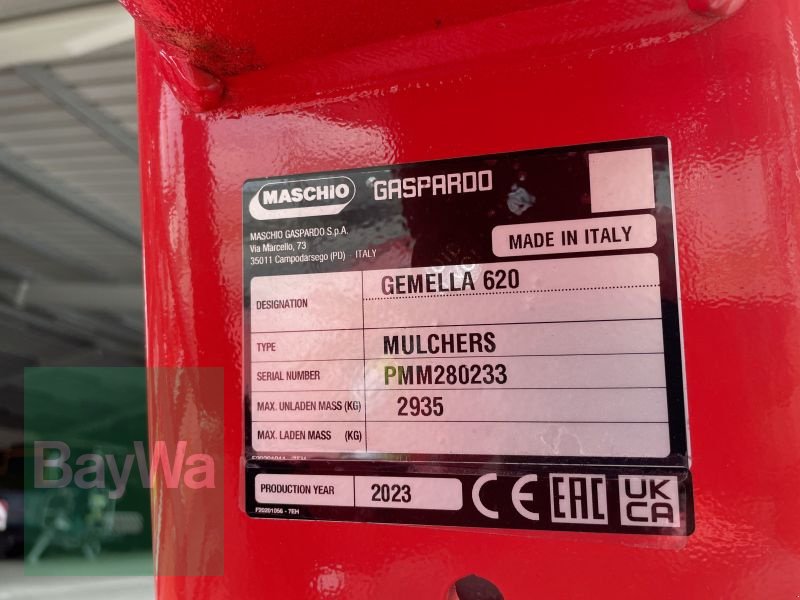 MASCHIO GASPARDO
MASCHIO GASPARDO S.p.A.
Via Marcello, 73
35011 Campodarsego (PD) - ITALY
MADE IN ITALY
DESIGNATION GEMELLA 620
TYPE MULCHERS
SERIAL NUMBER PMM280233
MAX. UNLADEN MASS (KG) 2935
MAX. LADEN MASS (KG)
PRODUCTION YEAR 2023 CE EAC UK CA
F20201056 - 7EH
BayWa